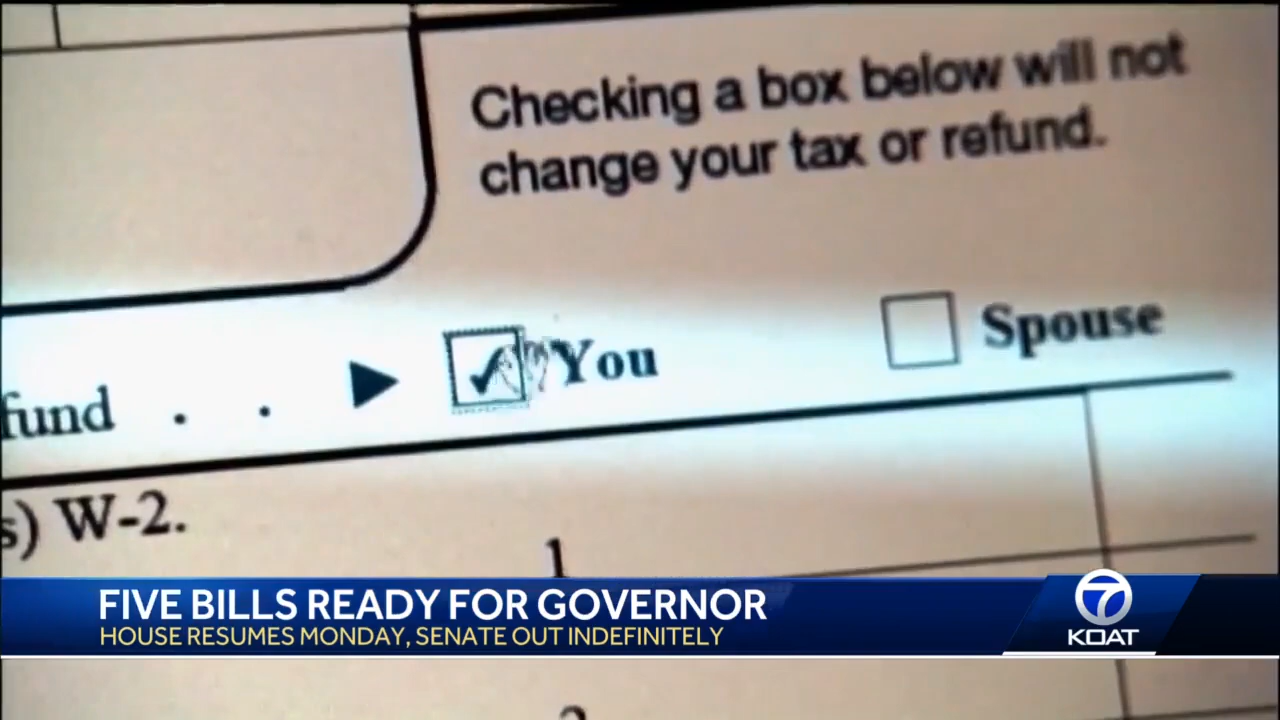 Checking a box below will not
change your tax or refund.
fund . . You Spouse
s) W-2.
1
FIVE BILLS READY FOR GOVERNOR
HOUSE RESUMES MONDAY, SENATE OUT INDEFINITELY
7
KOAT